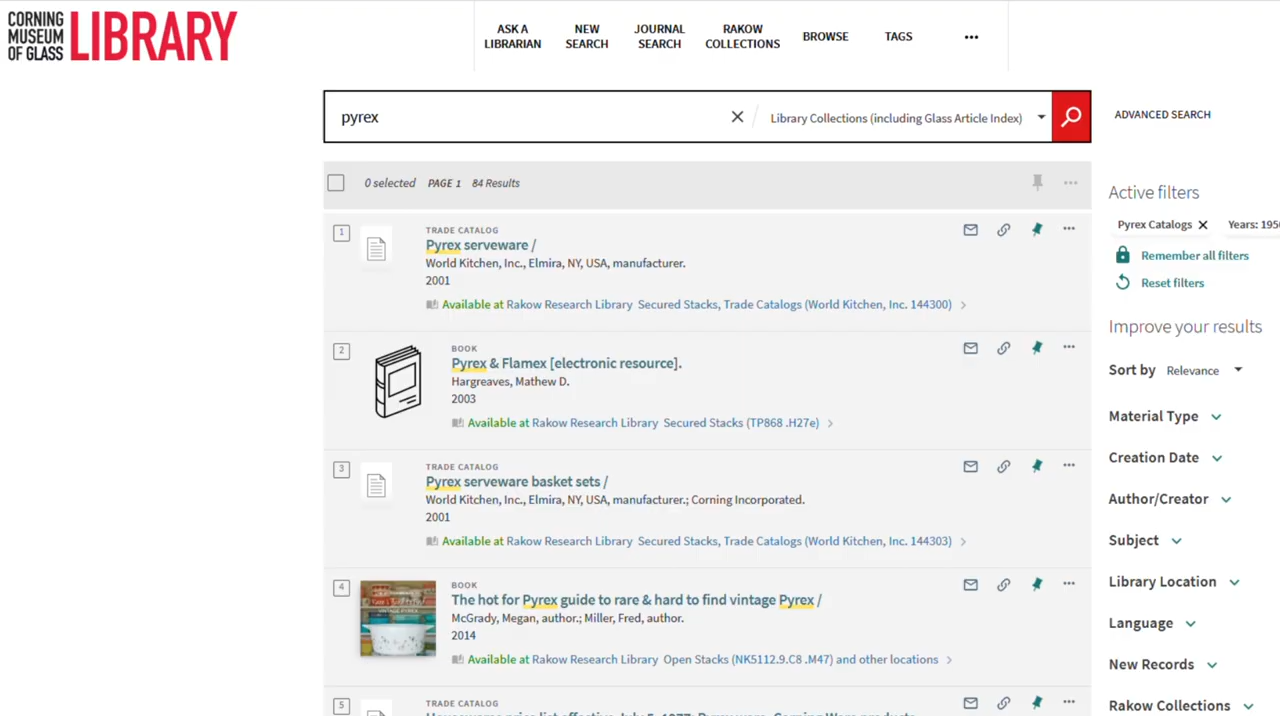 CORNING
MUSEUM
OF GLASS
LIBRARY
ASK A
LIBRARIAN
NEW
SEARCH
JOURNAL
SEARCH
RAKOW
COLLECTIONS
BROWSE
TAGS
pyrex
Library Collections (including Glass Article Index)
ADVANCED SEARCH
0 selected PAGE 1 84 Results
1
TRADE CATALOG
Pyrex serveware /
World Kitchen, Inc., Elmira, NY, USA, manufacturer.
2001
Available at Rakow Research Library Secured Stacks, Trade Catalogs (World Kitchen, Inc. 144300)
2
BOOK
Pyrex & Flamex [electronic resource].
Hargreaves, Mathew D.
2003
Available at Rakow Research Library Secured Stacks (TP868 .H27e)
3
TRADE CATALOG
Pyrex serveware basket sets /
World Kitchen, Inc., Elmira, NY, USA, manufacturer.; Corning Incorporated.
2001
Available at Rakow Research Library Secured Stacks, Trade Catalogs (World Kitchen, Inc. 144303)
4
BOOK
The hot for Pyrex guide to rare & hard to find vintage Pyrex /
McGrady, Megan, author.; Miller, Fred, author.
2014
Available at Rakow Research Library Open Stacks (NK5112.9.C8 .M47) and other locations
5
TRADE CATALOG
Active filters
Pyrex Catalogs
Years: 195
Remember all filters
Reset filters
Improve your results
Sort by Relevance
Material Type
Creation Date
Author/Creator
Subject
Library Location
Language
New Records
Rakow Collections